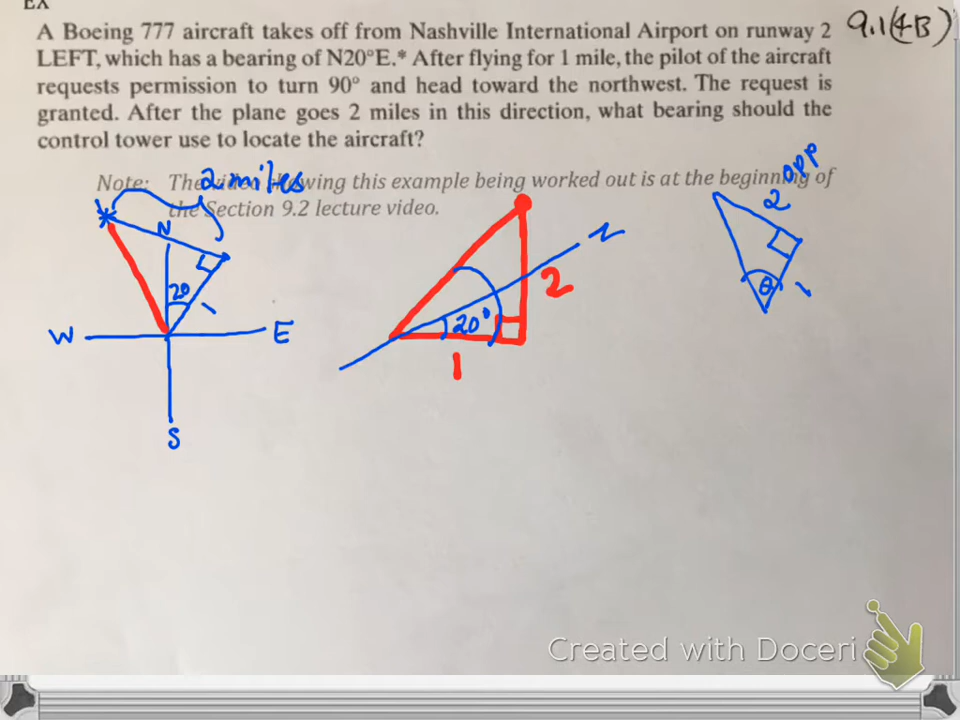 EX
A Boeing 777 aircraft takes off from Nashville International Airport on runway 2
9.1(4B)
LEFT, which has a bearing of N20°E.* After flying for 1 mile, the pilot of the aircraft
requests permission to turn 90° and head toward the northwest. The request is
granted. After the plane goes 2 miles in this direction, what bearing should the
control tower use to locate the aircraft?
Note: The video showing this example being worked out is at the beginning of
the Section 9.2 lecture video.
2 miles
N
20
1
W
E
S
N
2
20°
1
opp
2
θ
1
Created with Doceri